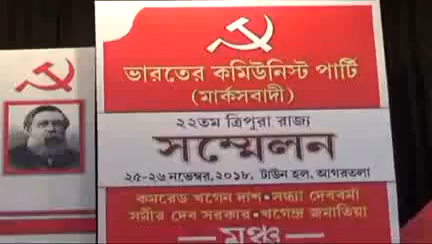 ভারতের কমিউনিস্ট পার্টি
(মার্কসবাদী)
২২তম ত্রিপুরা রাজ্য
সম্মেলন
২৫-২৬ নভেম্বর, ২০১৮. টাউন হল, আগরতলা
কমরেড খগেন দাশ • সন্ধ্যা দেববর্মা
সমীর দেব সরকার • খগেন্দ্র জমাতিয়া
মঞ্চ